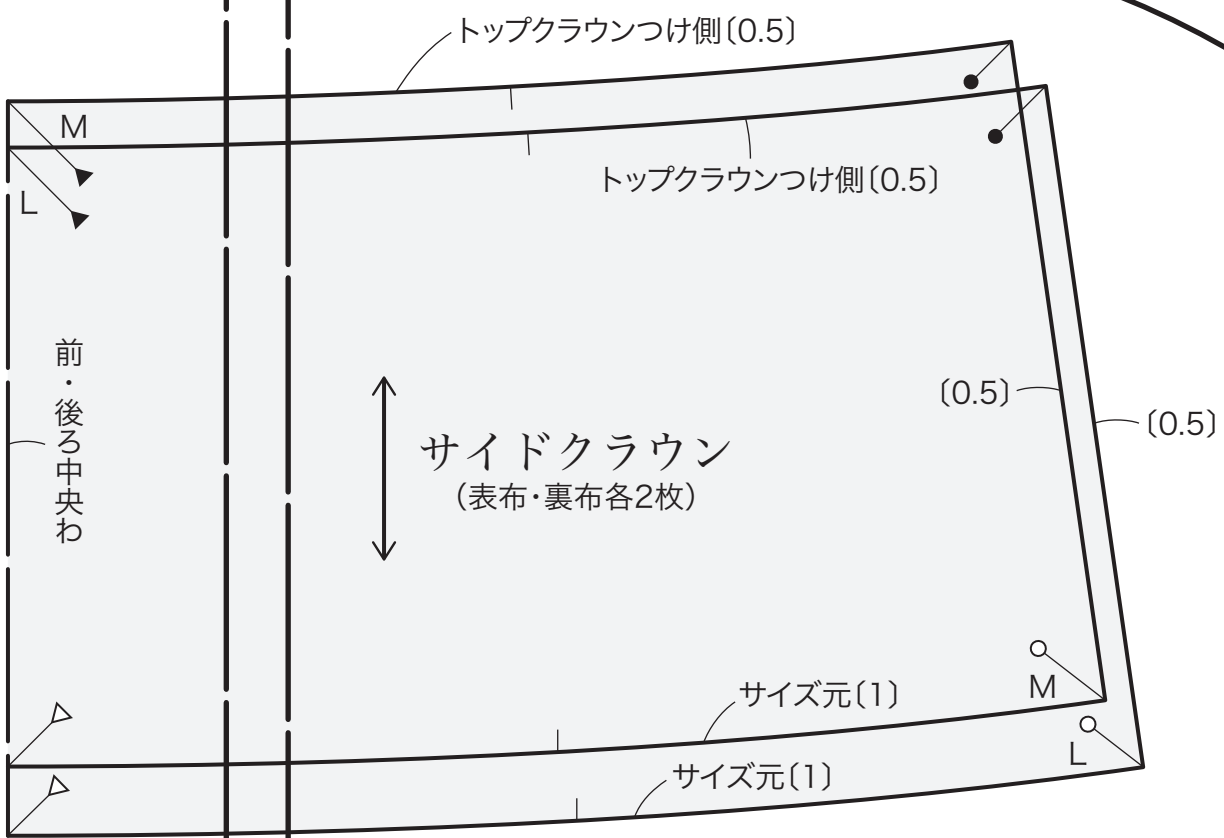 トップクラウンつけ側〔0.5〕
M
トップクラウンつけ側〔0.5〕
L
前・後ろ中央わ
〔0.5〕
〔0.5〕
サイドクラウン
（表布・裏布各2枚）
サイズ元〔1〕
M
L
サイズ元〔1〕